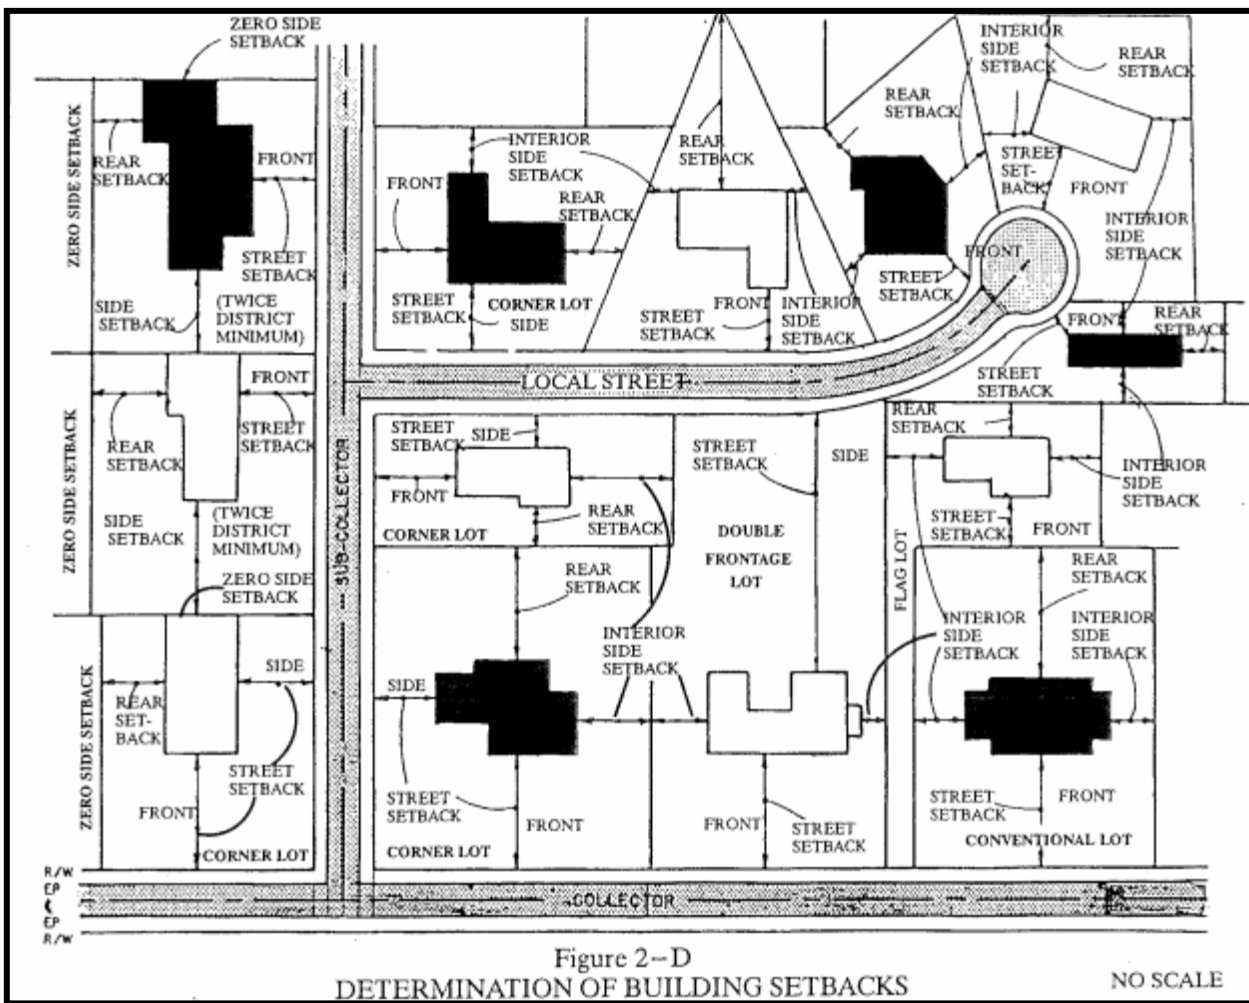 ZERO SIDE
SETBACK
INTERIOR
SIDE
SETBACK
REAR
SETBACK
ZERO SIDE SETBACK
REAR
SETBACK
FRONT
STREET
SETBACK
SIDE
SETBACK
(TWICE
DISTRICT
MINIMUM)
INTERIOR
SIDE
SETBACK
FRONT
REAR
SETBACK
STREET
SETBACK
CORNER LOT
SIDE
REAR
SETBACK
STREET
SETBACK
FRONT
INTERIOR
SIDE
SETBACK
REAR
SETBACK
STREET
SETBACK
FRONT
STREET
SET-
BACK
FRONT
INTERIOR
SIDE
SETBACK
FRONT
REAR
SETBACK
STREET
SETBACK
LOCAL STREET
SUB-COLLECTOR
ZERO SIDE SETBACK
FRONT
REAR
SETBACK
STREET
SETBACK
SIDE
SETBACK
(TWICE
DISTRICT
MINIMUM)
ZERO SIDE
SETBACK
STREET
SETBACK
SIDE
FRONT
REAR
SETBACK
CORNER LOT
STREET
SETBACK
SIDE
DOUBLE
FRONTAGE
LOT
FLAG LOT
REAR
SETBACK
INTERIOR
SIDE
SETBACK
STREET
SETBACK
FRONT
ZERO SIDE SETBACK
SIDE
REAR
SET-
BACK
STREET
SETBACK
FRONT
CORNER LOT
REAR
SETBACK
INTERIOR
SIDE
SETBACK
SIDE
STREET
SETBACK
FRONT
CORNER LOT
FRONT
STREET
SETBACK
INTERIOR
SIDE
SETBACK
REAR
SETBACK
INTERIOR
SIDE
SETBACK
STREET
SETBACK
FRONT
CONVENTIONAL LOT
R/W
EP
EP
R/W
COLLECTOR
Figure 2-D
DETERMINATION OF BUILDING SETBACKS
NO SCALE